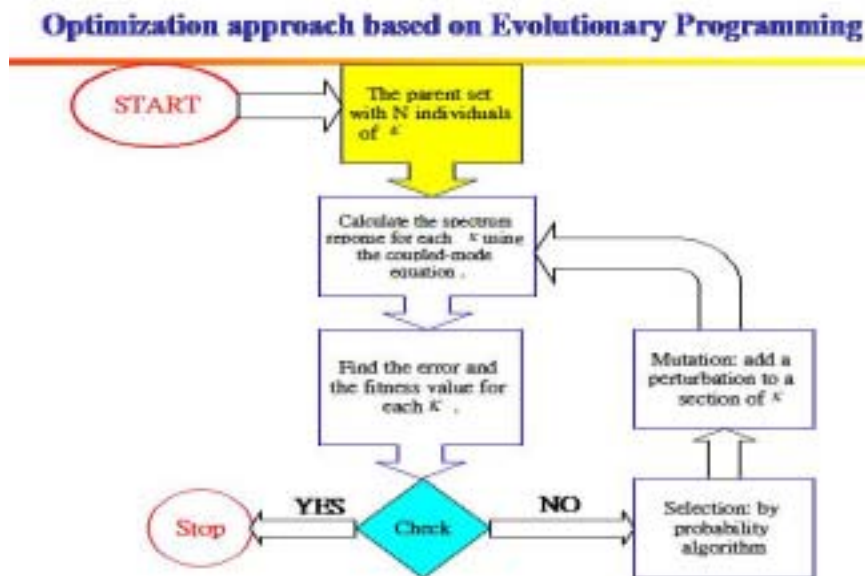 Optimization approach based on Evolutionary Programming
START
The parent set
with N individuals
of κ
Calculate the spectrum
reponse for each κ using
the coupled-mode
equation .
Find the error and
the fitness value for
each κ .
Mutation: add a
perturbation to a
section of κ
YES
NO
Stop
Check
Selection: by
probability
algorithm